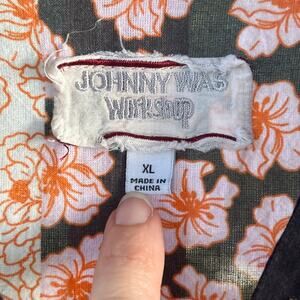 JOHNNY WAS
WORKSHOP
XL
MADE IN
CHINA